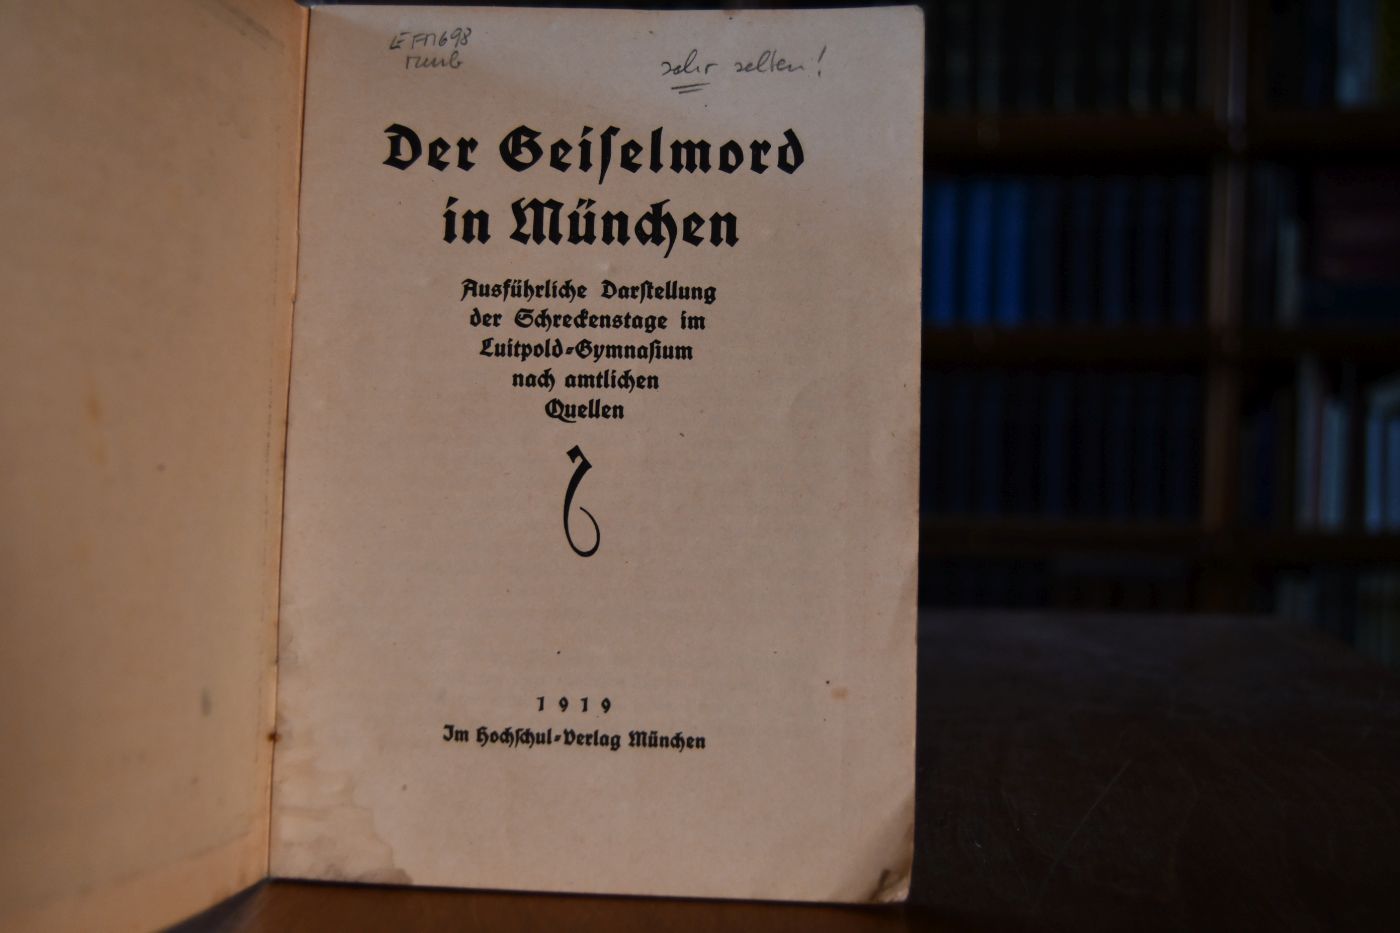 sehr selten!
Der Geiſelmord
in München
Ausführliche Darſtellung
der Schreckenstage im
Luitpold-Gymnaſium
nach amtlichen
Quellen
1919
Im Hochſchul-Verlag München